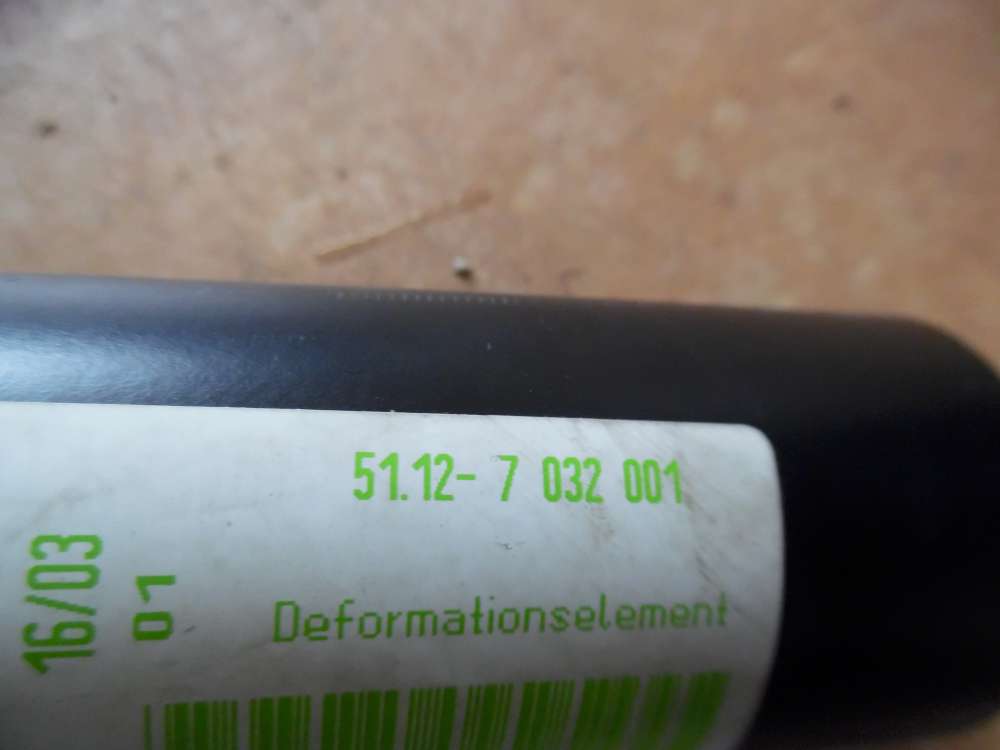 51.12- 7 032 001
16/03
01
Deformationselement